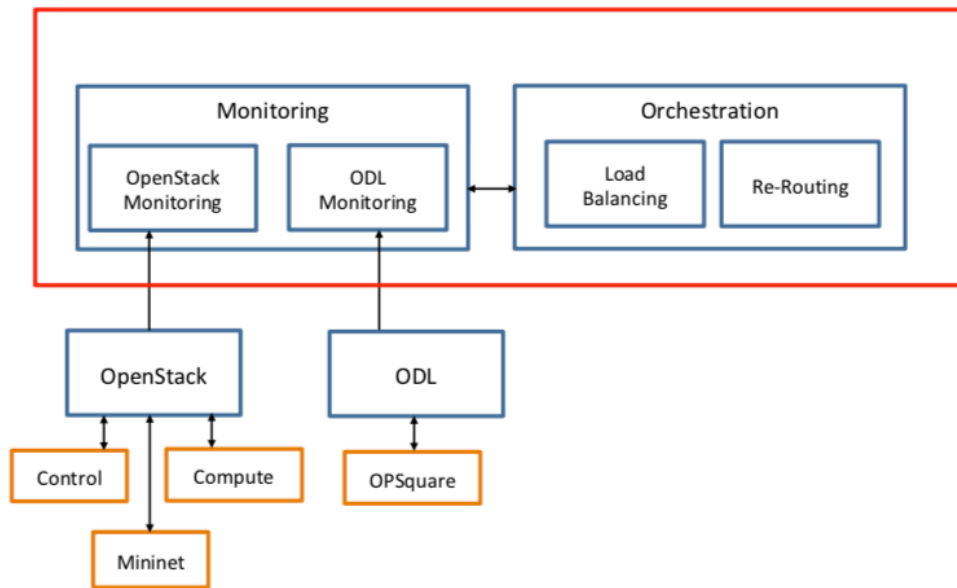 Monitoring
Orchestration
OpenStack
Monitoring
ODL
Monitoring
Load
Balancing
Re-Routing
OpenStack
ODL
Control
Compute
OPSquare
Mininet